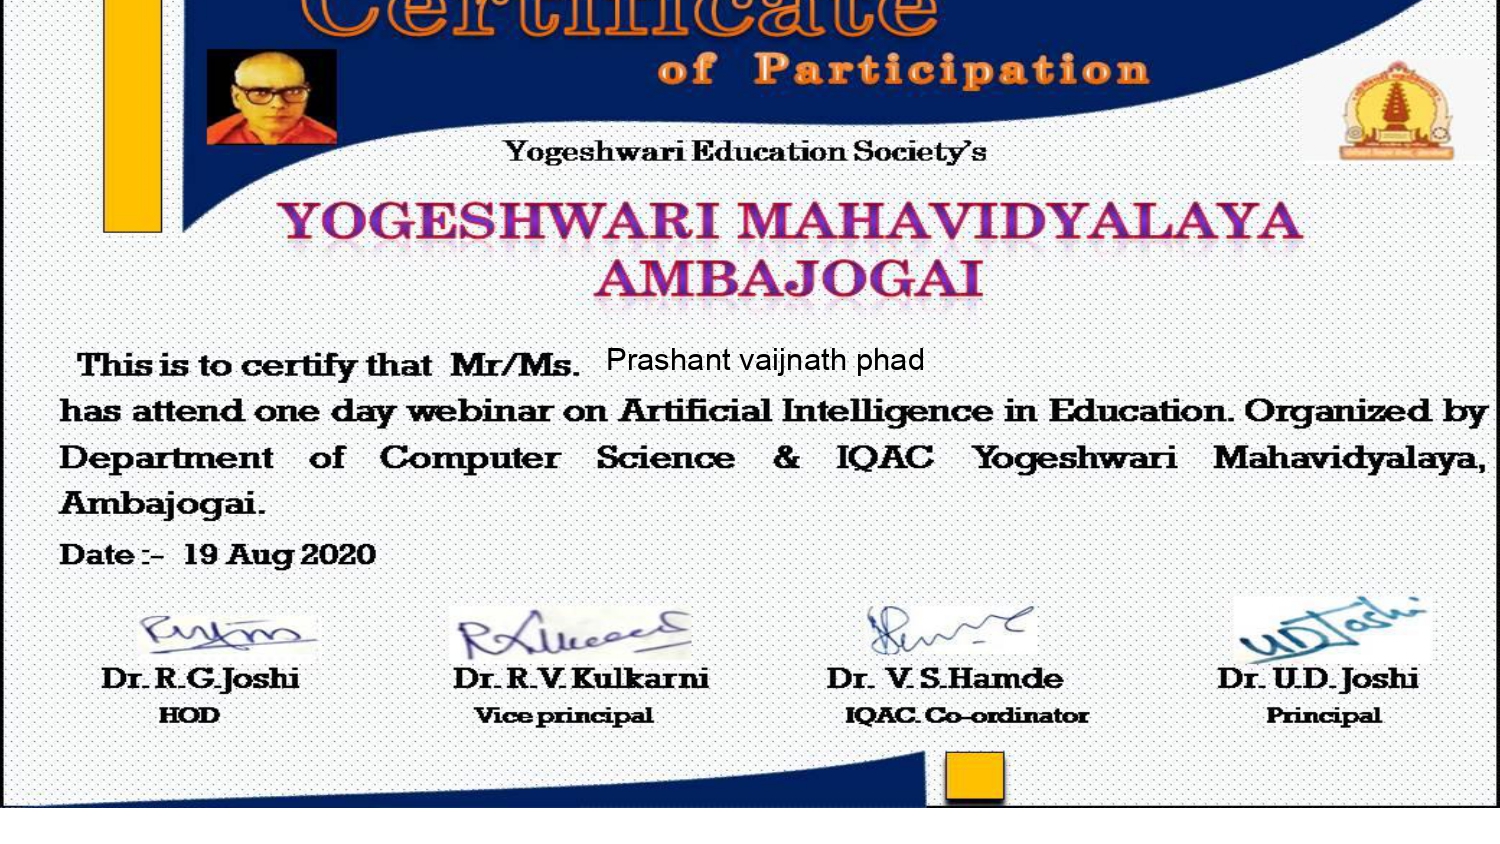 Certificate
of Participation
Yogeshwari Education Society's
YOGESHWARI MAHAVIDYALAYA
AMBAJOGAI
This is to certify that Mr/Ms. Prashant vaijnath phad
has attend one day webinar on Artificial Intelligence in Education. Organized by
Department of Computer Science & IQAC Yogeshwari Mahavidyalaya,
Ambajogai.
Date :- 19 Aug 2020
Dr. R.G.Joshi Dr. R.V. Kulkarni Dr. V. S.Hamde Dr. U.D. Joshi
HOD Vice principal IQAC. Co-ordinator Principal